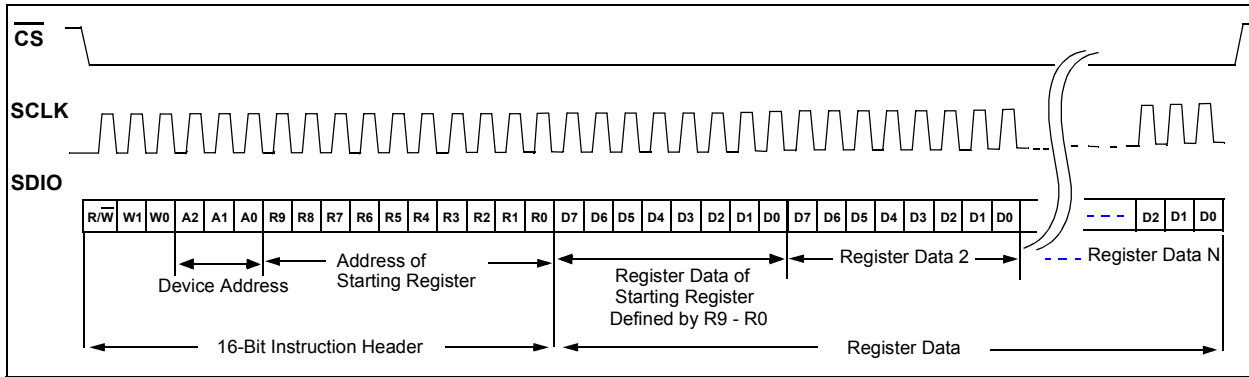 CS
SCLK
SDIO
R/W W1 W0 A2 A1 A0 R9 R8 R7 R6 R5 R4 R3 R2 R1 R0 D7 D6 D5 D4 D3 D2 D1 D0 D7 D6 D5 D4 D3 D2 D1 D0 D2 D1 D0
Device Address
Address of
Starting Register
Register Data of
Starting Register
Defined by R9 - R0
Register Data 2
Register Data N
16-Bit Instruction Header
Register Data